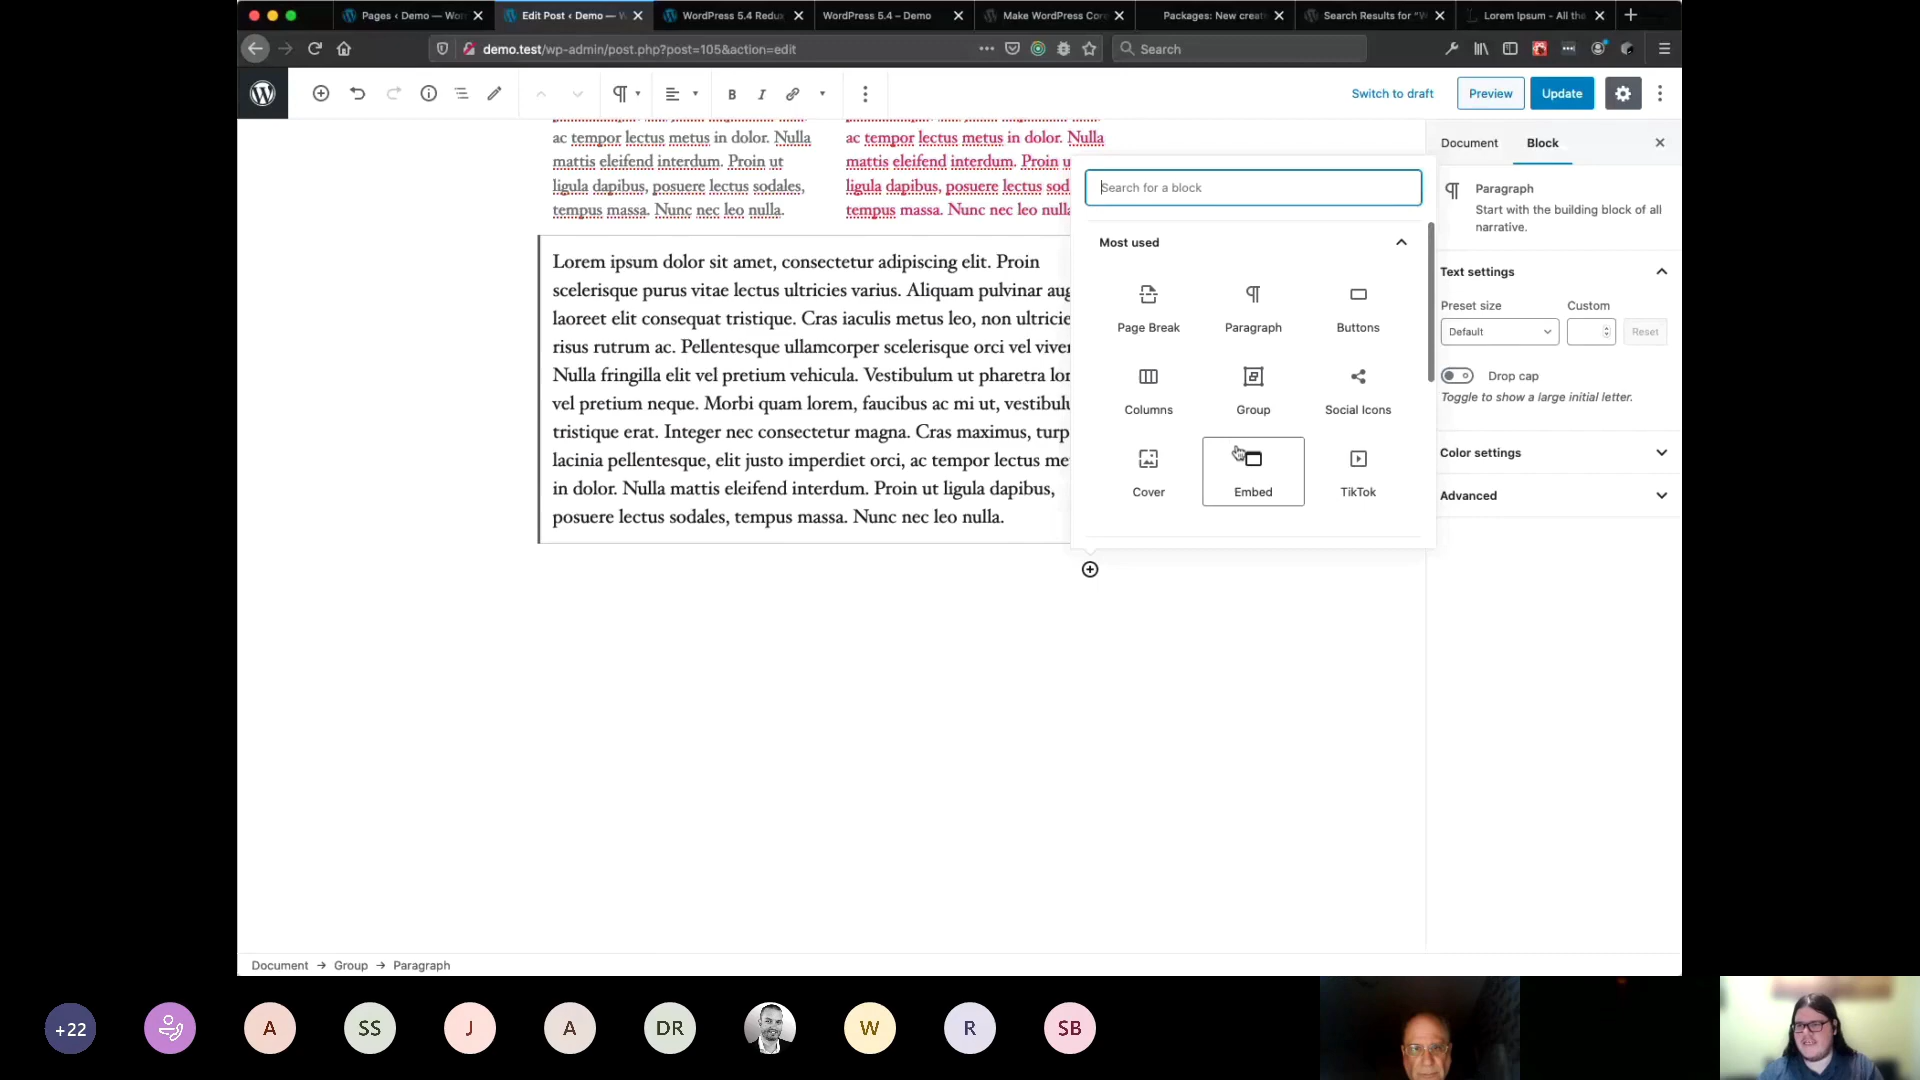 Pages ‹ Demo — Wor
Edit Post ‹ Demo — W
WordPress 5.4 Redux
WordPress 5.4 – Demo
Make WordPress Cor
Packages: New creat
Search Results for “W
Lorem Ipsum - All the
demo.test/wp-admin/post.php?post=105&action=edit
Search
B
I
Switch to draft
Preview
Update
ac tempor lectus metus in dolor. Nulla
mattis eleifend interdum. Proin ut
ligula dapibus, posuere lectus sodales,
tempus massa. Nunc nec leo nulla.
ac tempor lectus metus in dolor. Nulla
mattis eleifend interdum. Proin u
ligula dapibus, posuere lectus sod
tempus massa. Nunc nec leo nulla
Lorem ipsum dolor sit amet, consectetur adipiscing elit. Proin
scelerisque purus vitae lectus ultricies varius. Aliquam pulvinar aug
laoreet elit consequat tristique. Cras iaculis metus leo, non ultricie
risus rutrum ac. Pellentesque ullamcorper scelerisque orci vel viver
Nulla fringilla elit vel pretium vehicula. Vestibulum ut pharetra lor
vel pretium neque. Morbi quam lorem, faucibus ac mi ut, vestibulu
tristique erat. Integer nec consectetur magna. Cras maximus, turp
lacinia pellentesque, elit justo imperdiet orci, ac tempor lectus me
in dolor. Nulla mattis eleifend interdum. Proin ut ligula dapibus,
posuere lectus sodales, tempus massa. Nunc nec leo nulla.
Search for a block
Most used
Page Break
Paragraph
Buttons
Columns
Group
Social Icons
Cover
Embed
TikTok
Document
Block
Paragraph
Start with the building block of all
narrative.
Text settings
Preset size
Custom
Default
Reset
Drop cap
Toggle to show a large initial letter.
Color settings
Advanced
Document → Group → Paragraph
+22
A
SS
J
A
DR
W
R
SB